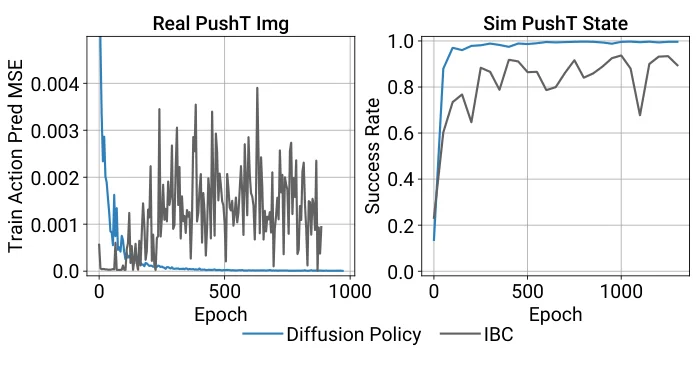 Real PushT Img
Train Action Pred MSE
0.004
0.003
0.002
0.001
0.0
0 500 1000
Epoch
Sim PushT State
Success Rate
1.0
0.8
0.6
0.4
0.2
0.0
0 500 1000
Epoch
Diffusion Policy IBC